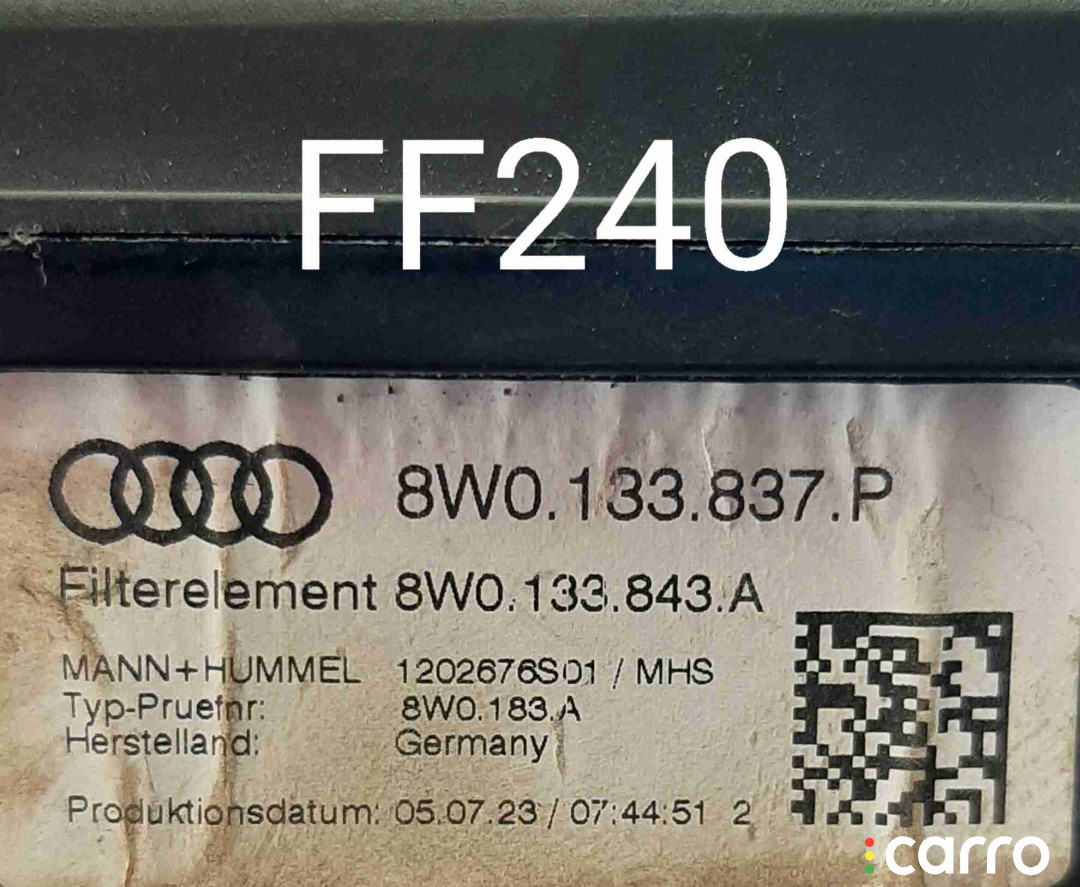 FF240
8W0.133.837.P
Filterelement 8W0.133.843.A
MANN+HUMMEL 1202676S01 / MHS
Typ-Pruefnr: 8W0.183.A
Herstelland: Germany
Produktionsdatum: 05.07.23 / 07:44:51 2
carro